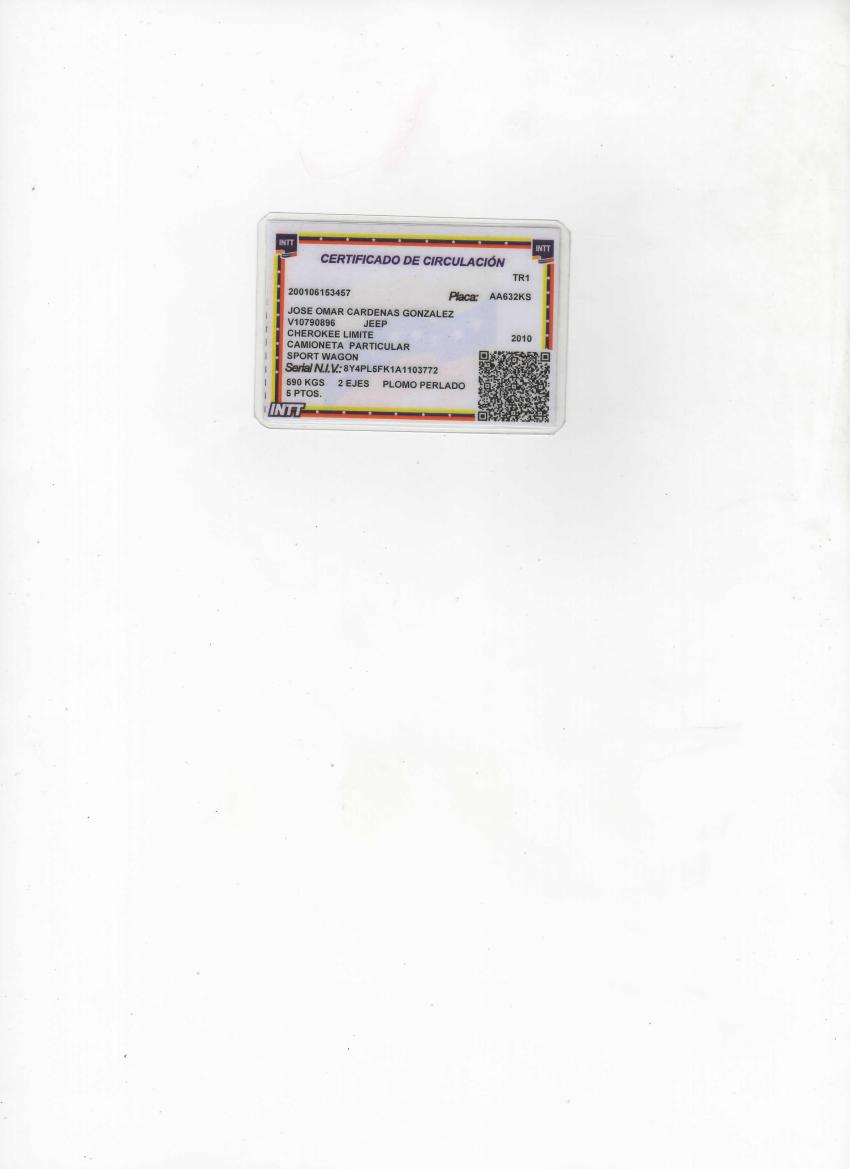 INTT
INTT
CERTIFICADO DE CIRCULACIÓN
TR1
200106153457 Placa: AA632KS
JOSE OMAR CARDENAS GONZALEZ
V10790896 JEEP
CHEROKEE LIMITE 2010
CAMIONETA PARTICULAR
SPORT WAGON
Serial N.I.V.: 8Y4PL5FK1A1103772
590 KGS 2 EJES PLOMO PERLADO
5 PTOS.
INTT